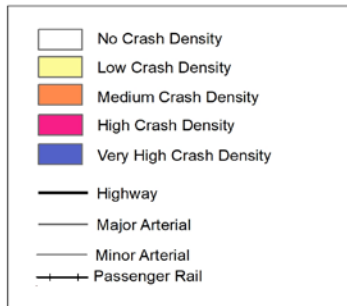 No Crash Density
Low Crash Density
Medium Crash Density
High Crash Density
Very High Crash Density
Highway
Major Arterial
Minor Arterial
Passenger Rail